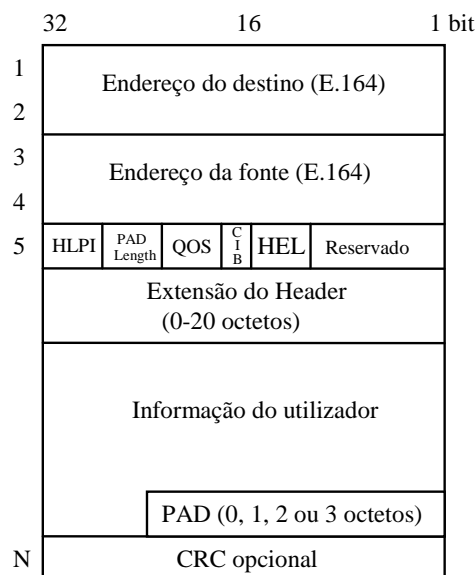 32 16 1 bit
1
Endereço do destino (E.164)
2
3
Endereço da fonte (E.164)
4
5 HLPI PAD Length QOS CIB HEL Reservado
Extensão do Header
(0-20 octetos)
Informação do utilizador
PAD (0, 1, 2 ou 3 octetos)
N CRC opcional